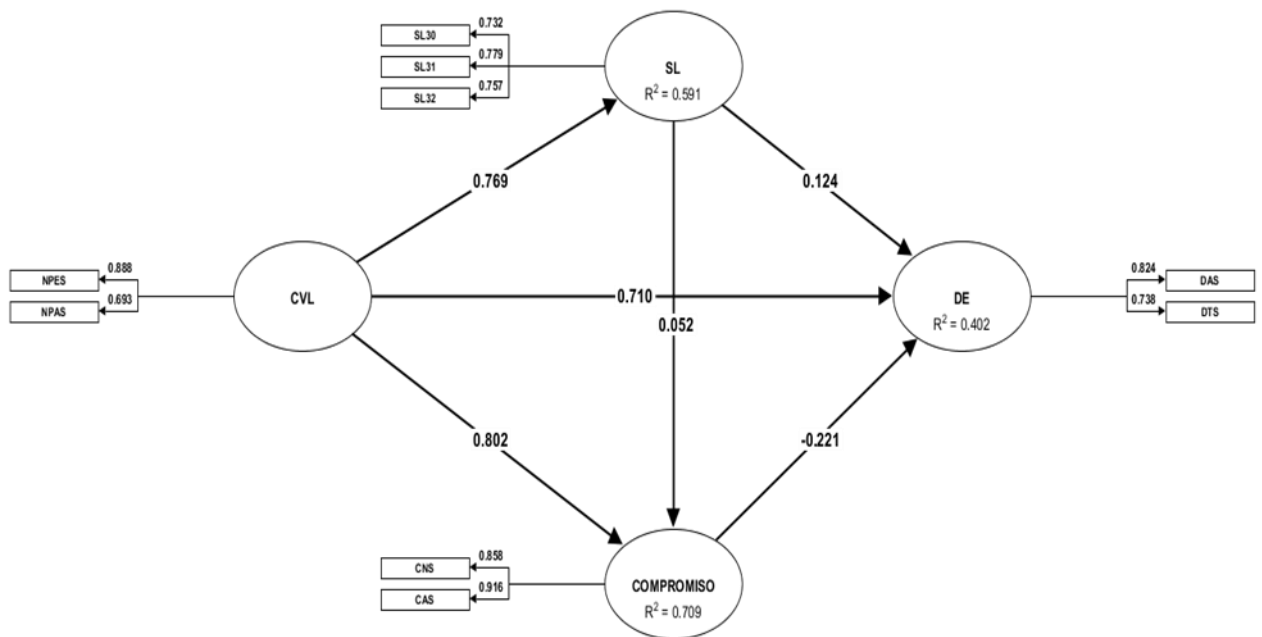 0.732
SL30
0.779
SL31
0.757
SL32
SL
R² = 0.591
0.769
0.124
0.888
NPES
0.693
NPAS
CVL
0.710
0.052
DE
R² = 0.402
0.824
DAS
0.738
DTS
0.802
-0.221
0.858
CNS
0.916
CAS
COMPROMISO
R² = 0.709